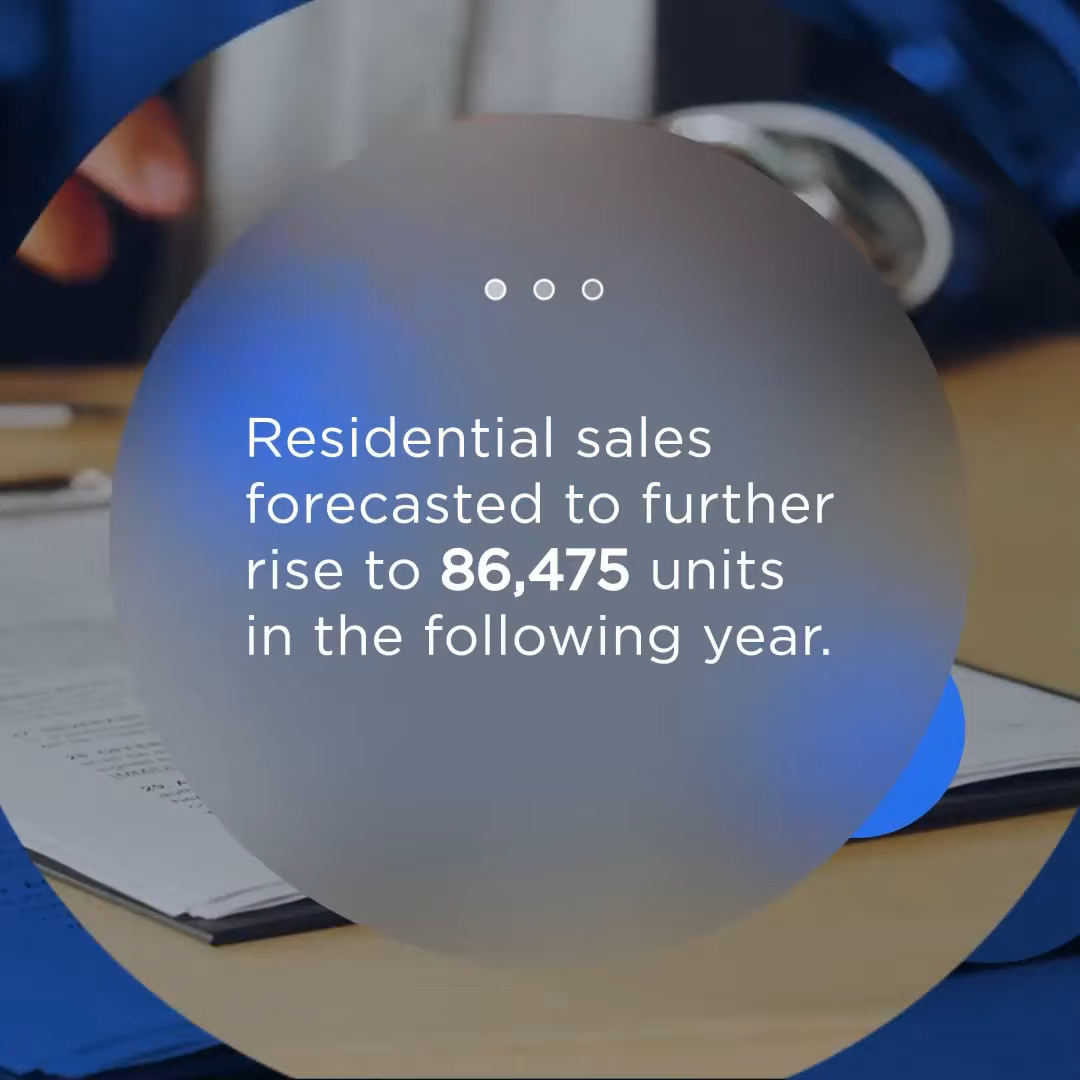 Residential sales
forecasted to further
rise to 86,475 units
in the following year.